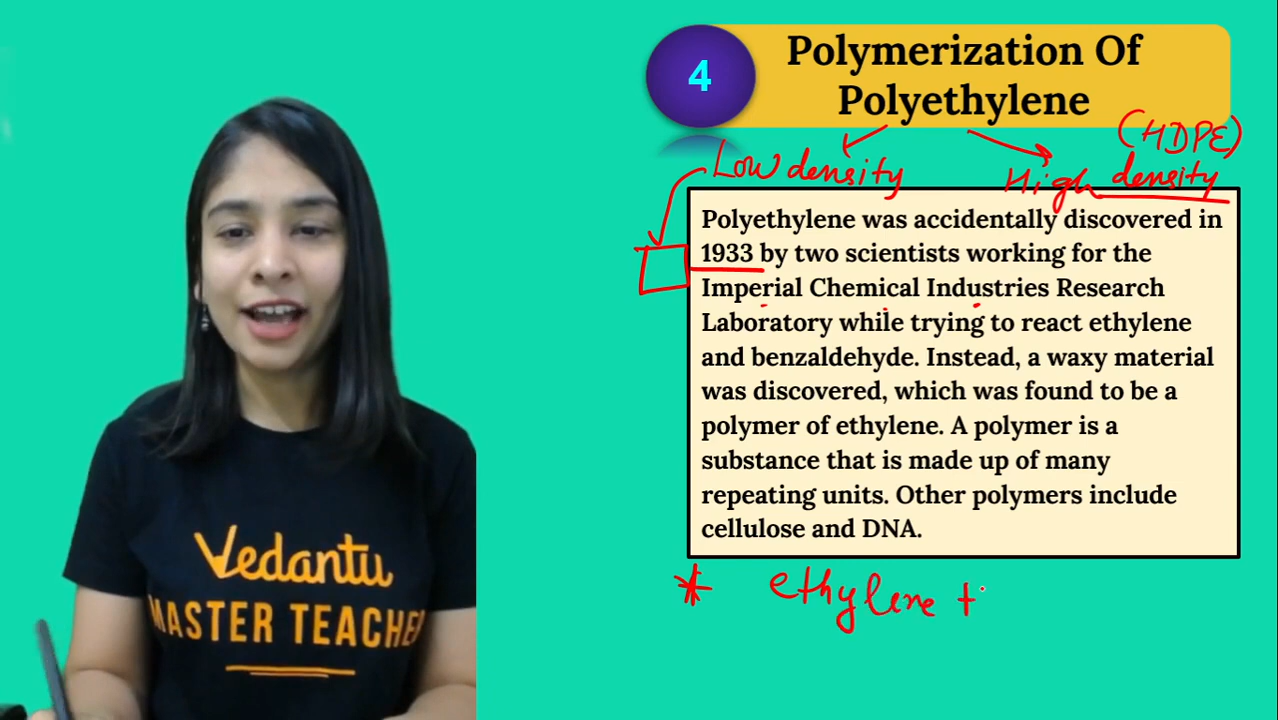 4
Polymerization Of
Polyethylene
(HDPE)
Low density
High density
Polyethylene was accidentally discovered in
1933 by two scientists working for the
Imperial Chemical Industries Research
Laboratory while trying to react ethylene
and benzaldehyde. Instead, a waxy material
was discovered, which was found to be a
polymer of ethylene. A polymer is a
substance that is made up of many
repeating units. Other polymers include
cellulose and DNA.
* ethylene +
Vedantu
MASTER TEACHER